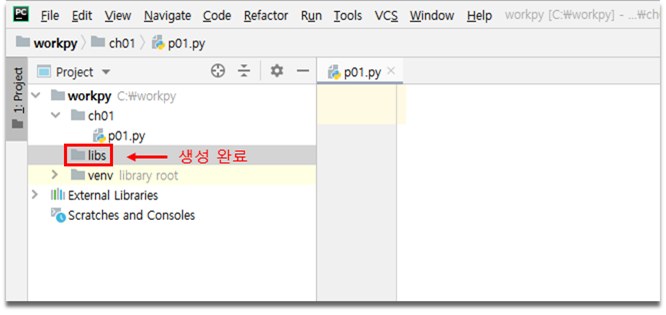 PC File Edit View Navigate Code Refactor Run Tools VCS Window Help workpy [C:₩workpy] - ...₩ch
workpy ch01 p01.py
1: Project
Project
p01.py
workpy C:₩workpy
ch01
p01.py
libs 생성 완료
venv library root
External Libraries
Scratches and Consoles